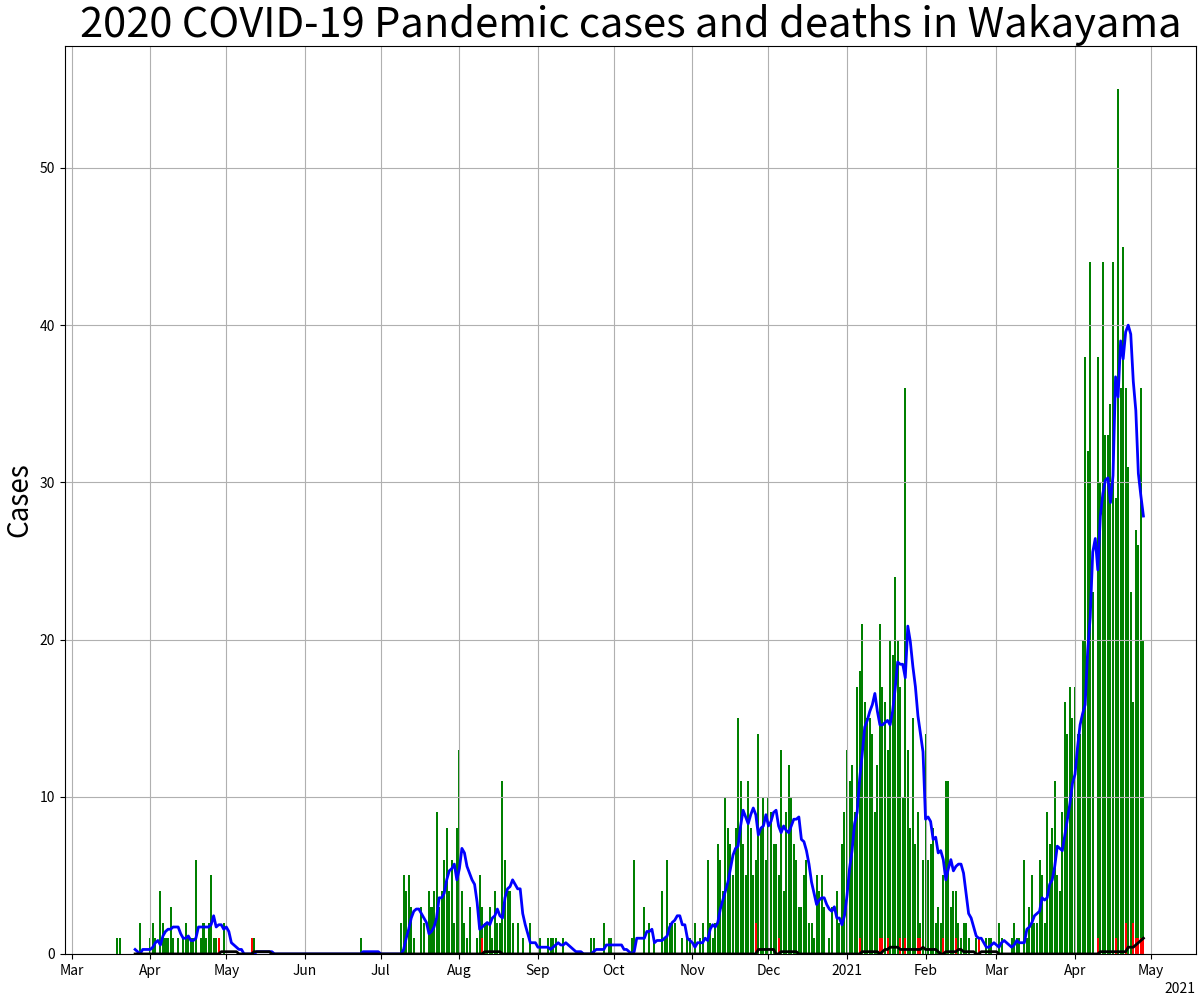 2020 COVID-19 Pandemic cases and deaths in Wakayama
Cases
50
40
30
20
10
0
Mar Apr May Jun Jul Aug Sep Oct Nov Dec 2021 Feb Mar Apr May
2021